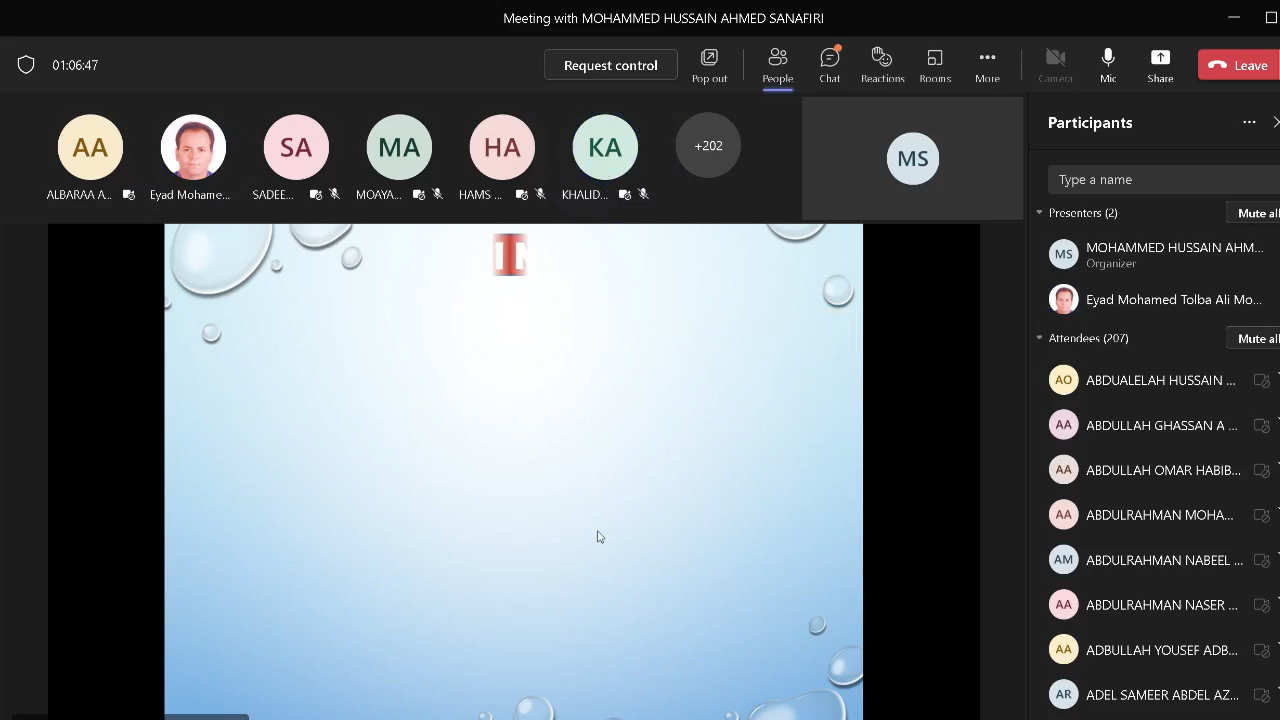 Meeting with MOHAMMED HUSSAIN AHMED SANAFIRI
01:06:47
Request control
Pop out
People
Chat
Reactions
Rooms
More
Camera
Mic
Share
Leave
AA
SA
MA
HA
KA
+202
MS
ALBARAA A...
Eyad Mohame...
SADEE...
MOAYA...
HAMS ...
KHALID...
Participants
Type a name
Presenters (2)
Mute all
MS
MOHAMMED HUSSAIN AHM...
Organizer
Eyad Mohamed Tolba Ali Mo...
Attendees (207)
Mute all
AO
ABDUALELAH HUSSAIN ...
AA
ABDULLAH GHASSAN A ...
AA
ABDULLAH OMAR HABIB...
AA
ABDULRAHMAN MOHA...
AM
ABDULRAHMAN NABEEL ...
AA
ABDULRAHMAN NASER ...
AA
ADBULLAH YOUSEF ADB...
AR
ADEL SAMEER ABDEL AZ...